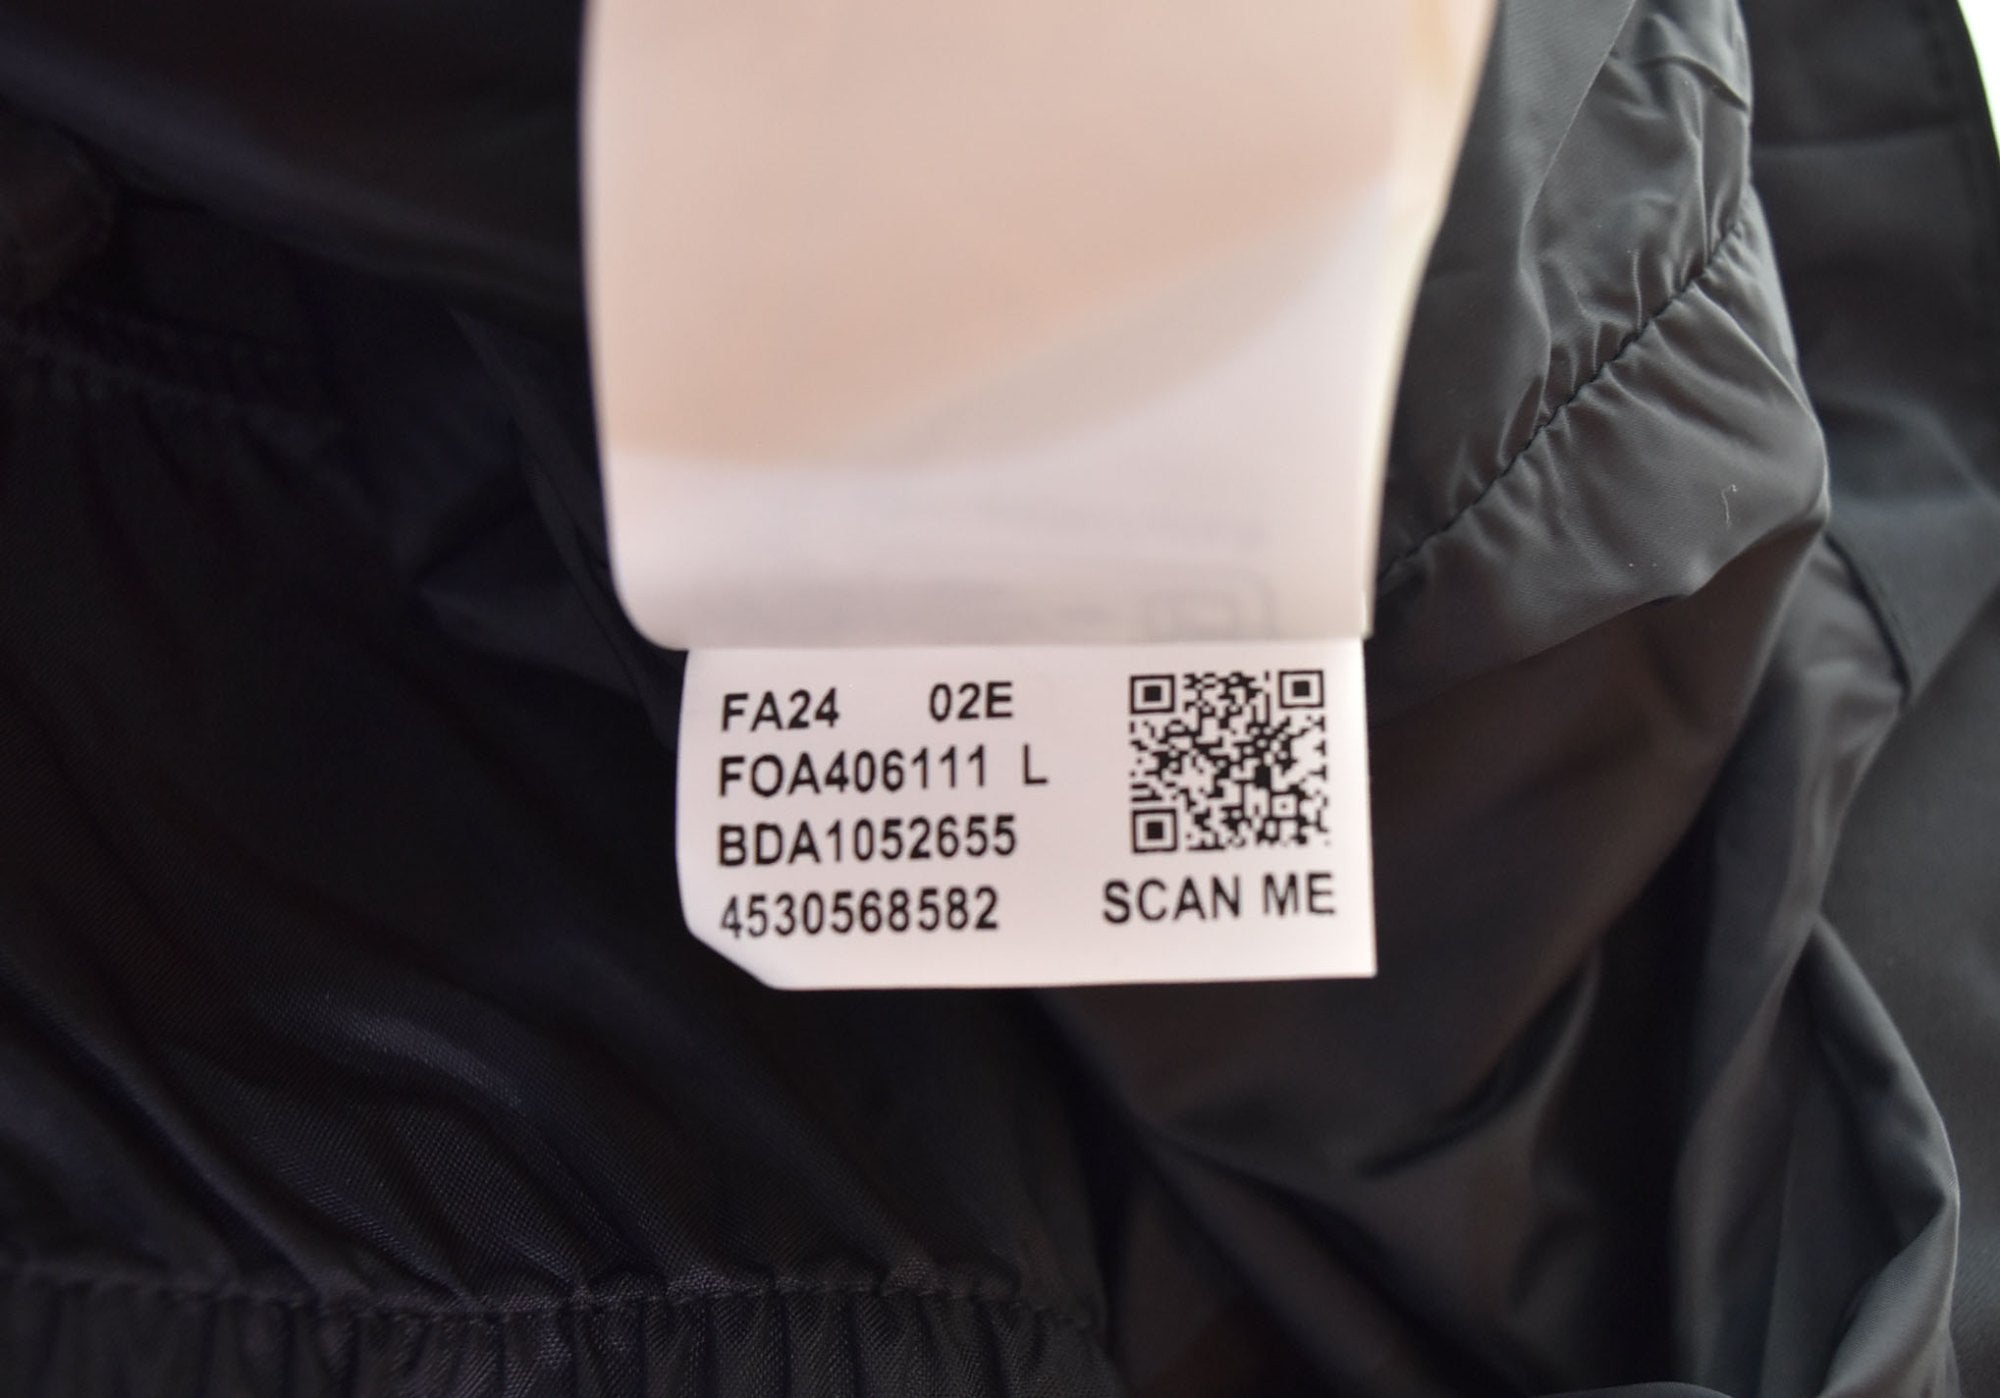 FA24 02E
FOA406111 L
BDA1052655
4530568582
SCAN ME